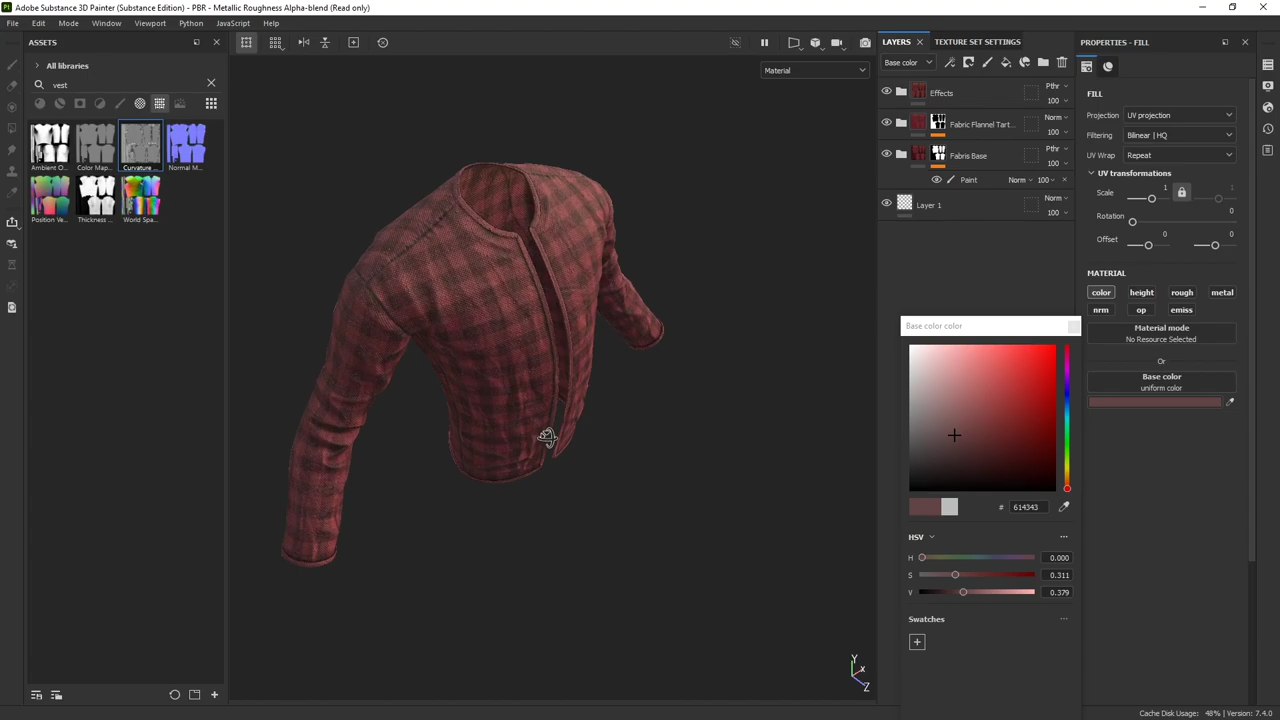 Adobe Substance 3D Painter (Substance Edition) - PBR - Metallic Roughness Alpha-blend (Read only)
File Edit Mode Window Viewport Python JavaScript Help
ASSETS
All libraries
vest
Ambient O...
Color Map...
Curvature ...
Normal M...
Position Ve...
Thickness ...
World Spa...
Material
LAYERS
TEXTURE SET SETTINGS
Base color
Effects
Pthr
100
Fabric Flannel Tart...
Norm
100
Fabris Base
Pthr
100
Paint
Norm
100
Layer 1
Norm
100
Base color color
# 614343
HSV
H 0.000
S 0.311
V 0.379
Swatches
PROPERTIES - FILL
FILL
Projection UV projection
Filtering Bilinear | HQ
UV Wrap Repeat
UV transformations
Scale 1 1
Rotation 0
Offset 0 0
MATERIAL
color height rough metal
nrm op emiss
Material mode
No Resource Selected
Or
Base color
uniform color
Y
X
Z
Cache Disk Usage: 48% | Version: 7.4.0